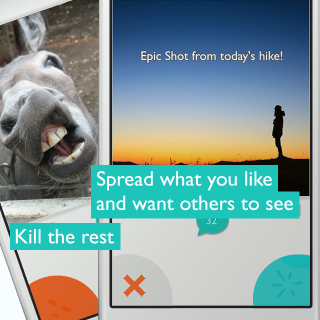 Epic Shot from today's hike!
Spread what you like
and want others to see
32
Kill the rest